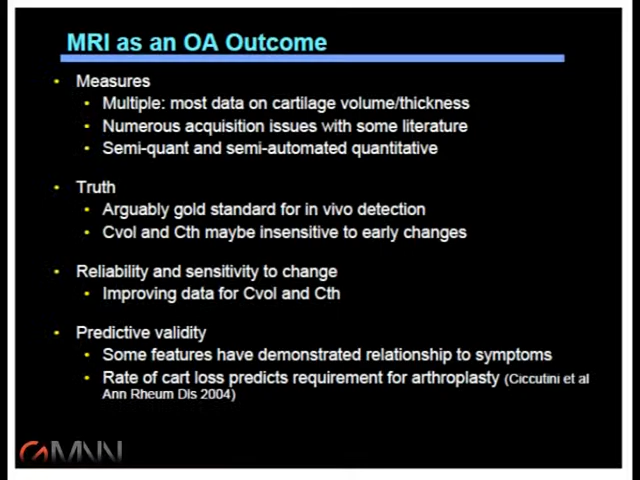 MRI as an OA Outcome
• Measures
• Multiple: most data on cartilage volume/thickness
• Numerous acquisition issues with some literature
• Semi-quant and semi-automated quantitative
• Truth
• Arguably gold standard for in vivo detection
• Cvol and Cth maybe insensitive to early changes
• Reliability and sensitivity to change
• Improving data for Cvol and Cth
• Predictive validity
• Some features have demonstrated relationship to symptoms
• Rate of cart loss predicts requirement for arthroplasty (Ciccutini et al
Ann Rheum DIs 2004)
MNN